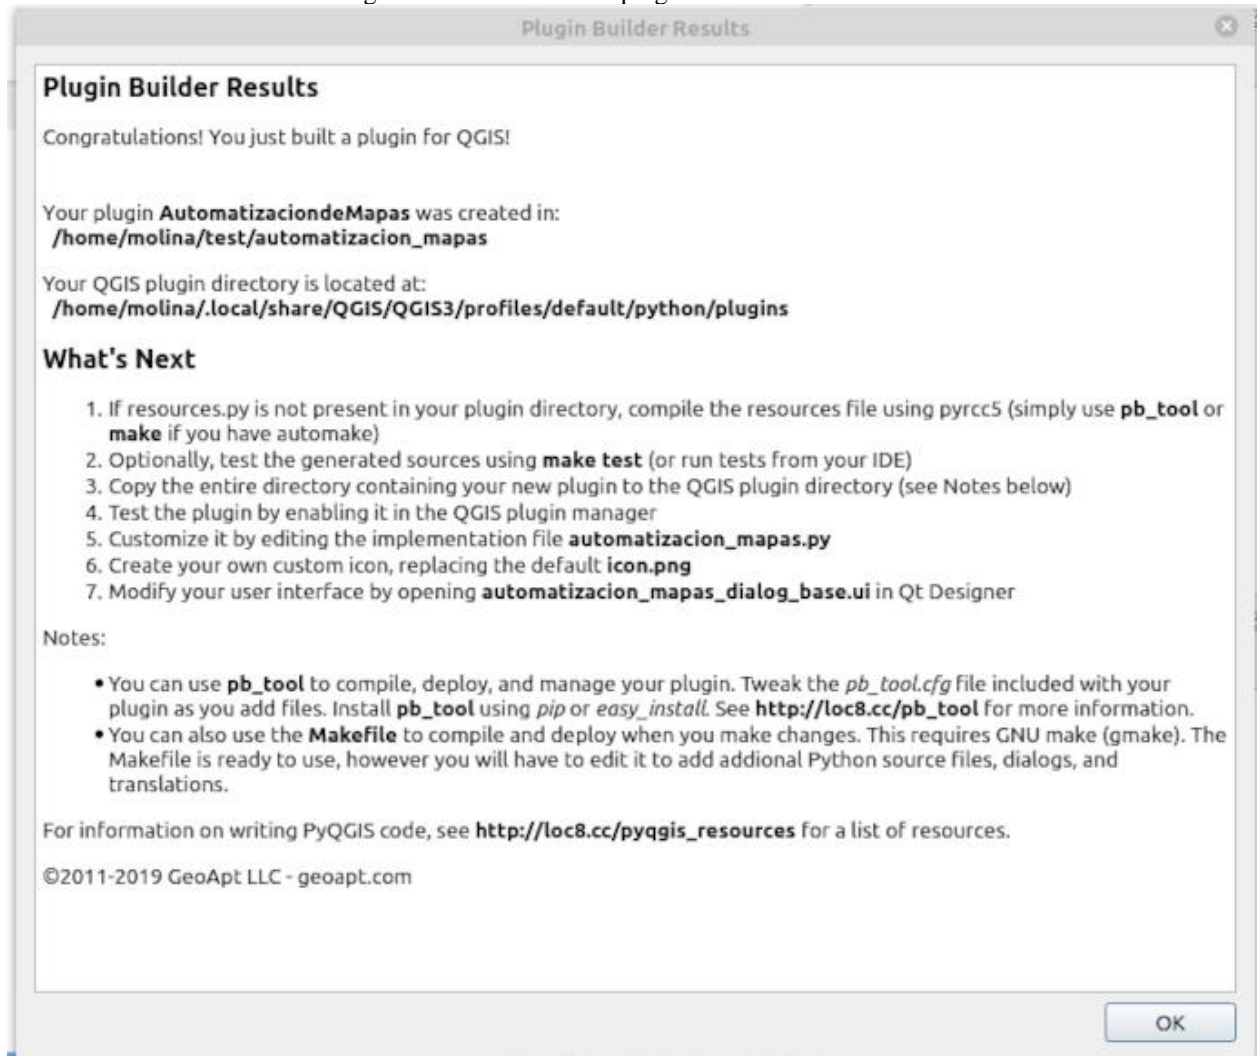 Plugin Builder Results
Plugin Builder Results
Congratulations! You just built a plugin for QGIS!
Your plugin AutomatizaciondeMapas was created in:
/home/molina/test/automatizacion_mapas
Your QGIS plugin directory is located at:
/home/molina/.local/share/QGIS/QGIS3/profiles/default/python/plugins
What's Next
1. If resources.py is not present in your plugin directory, compile the resources file using pyrcc5 (simply use pb_tool or
make if you have automake)
2. Optionally, test the generated sources using make test (or run tests from your IDE)
3. Copy the entire directory containing your new plugin to the QGIS plugin directory (see Notes below)
4. Test the plugin by enabling it in the QGIS plugin manager
5. Customize it by editing the implementation file automatizacion_mapas.py
6. Create your own custom icon, replacing the default icon.png
7. Modify your user interface by opening automatizacion_mapas_dialog_base.ui in Qt Designer
Notes:
• You can use pb_tool to compile, deploy, and manage your plugin. Tweak the pb_tool.cfg file included with your
plugin as you add files. Install pb_tool using pip or easy_install. See http://loc8.cc/pb_tool for more information.
• You can also use the Makefile to compile and deploy when you make changes. This requires GNU make (gmake). The
Makefile is ready to use, however you will have to edit it to add addional Python source files, dialogs, and
translations.
For information on writing PyQGIS code, see http://loc8.cc/pyqgis_resources for a list of resources.
©2011-2019 GeoApt LLC - geoapt.com
OK